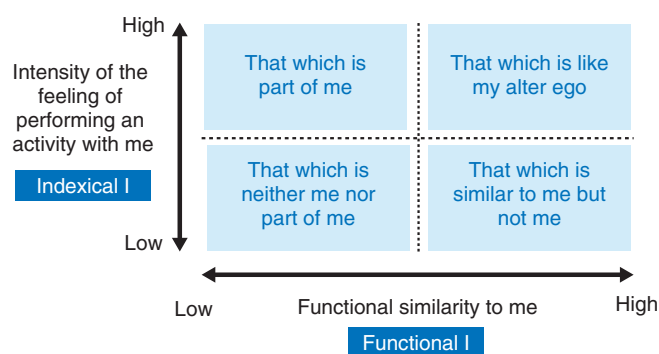 High
Intensity of the
feeling of
performing an
activity with me
Indexical I
Low
That which is
part of me
That which is like
my alter ego
That which is
neither me nor
part of me
That which is
similar to me but
not me
Low
Functional similarity to me
High
Functional I